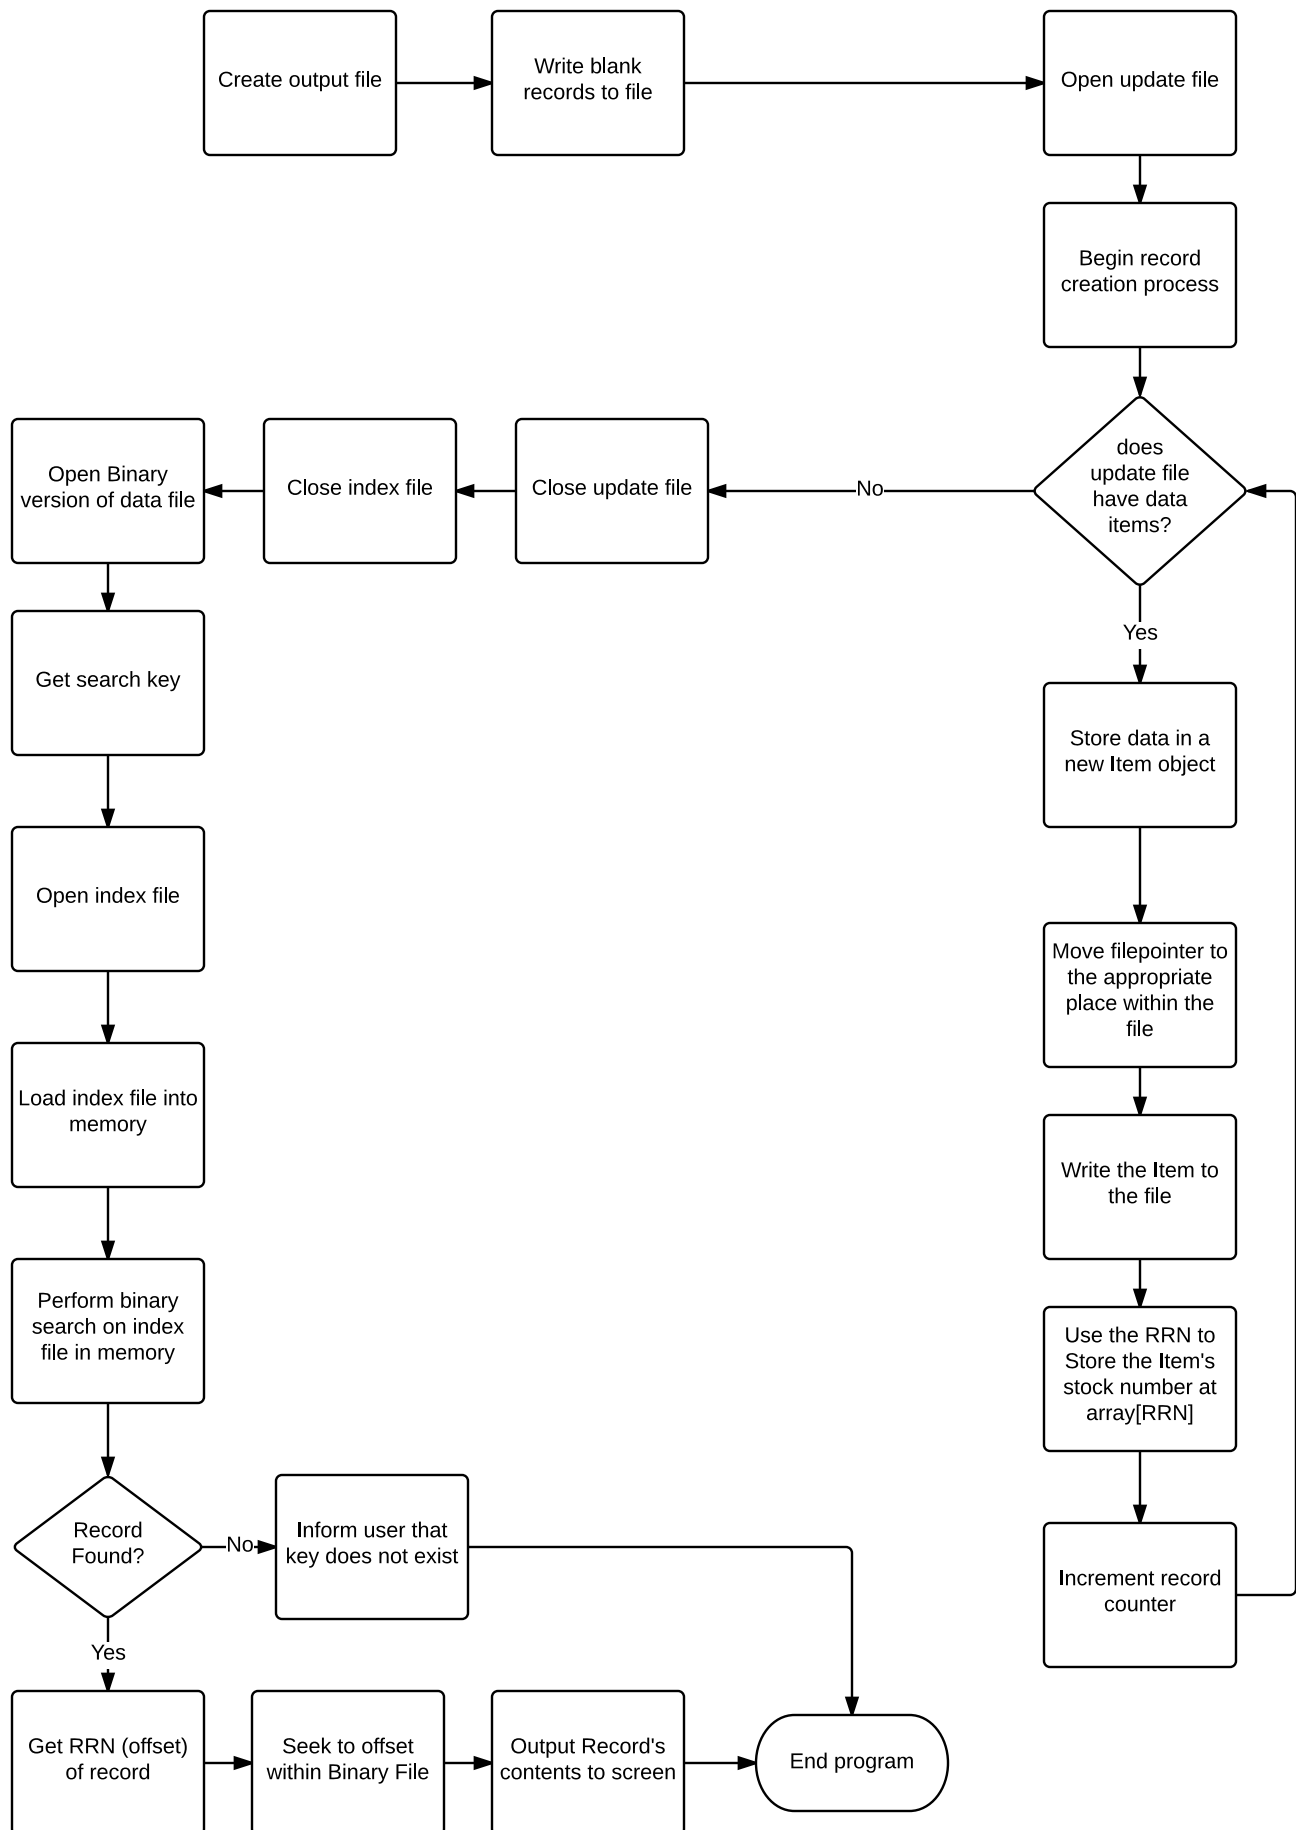 Create output file
Write blank
records to file
Open update file
Begin record
creation process
does
update file
have data
items?
No
Close update file
Close index file
Open Binary
version of data file
Yes
Store data in a
new Item object
Move filepointer to
the appropriate
place within the
file
Write the Item to
the file
Use the RRN to
Store the Item's
stock number at
array[RRN]
Increment record
counter
Get search key
Open index file
Load index file into
memory
Perform binary
search on index
file in memory
Record
Found?
No
Inform user that
key does not exist
Yes
Get RRN (offset)
of record
Seek to offset
within Binary File
Output Record's
contents to screen
End program